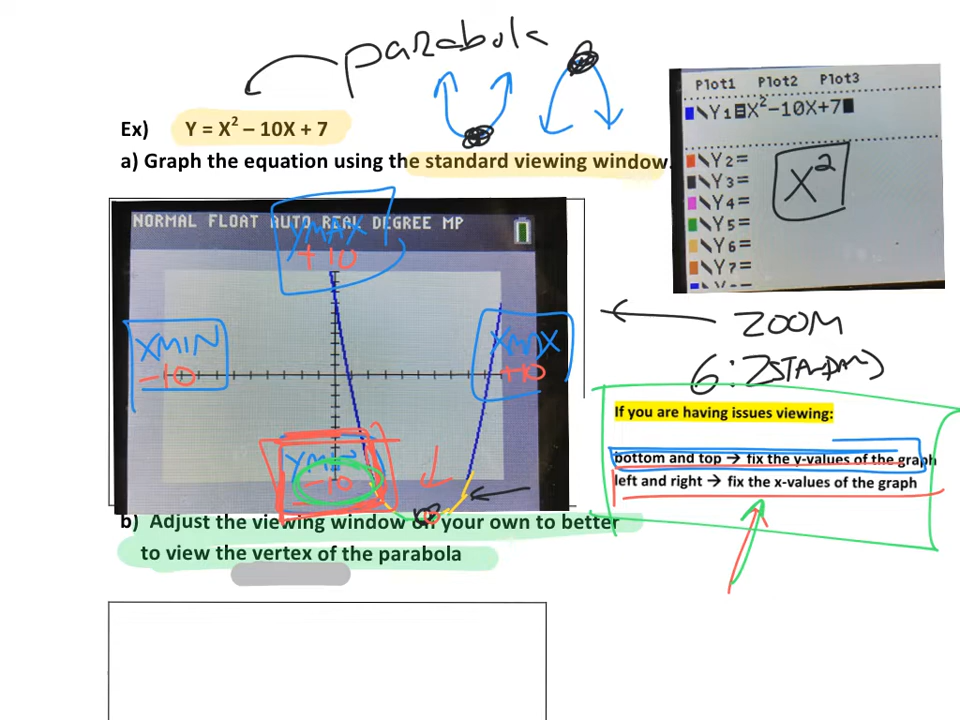 parabola
Ex) Y = X² – 10X + 7
a) Graph the equation using the standard viewing window.
Plot1 Plot2 Plot3
\Y1=X²-10X+7
\Y2=
\Y3=
\Y4=
\Y5=
\Y6=
\Y7=
X²
NORMAL FLOAT AUTO REAL DEGREE MP
YMAX
+10
XMIN
-10
XMAX
+10
YMIN
-10
ZOOM
6: ZSTANDARD
If you are having issues viewing:
bottom and top → fix the y-values of the graph
left and right → fix the x-values of the graph
b) Adjust the viewing window on your own to better
to view the vertex of the parabola